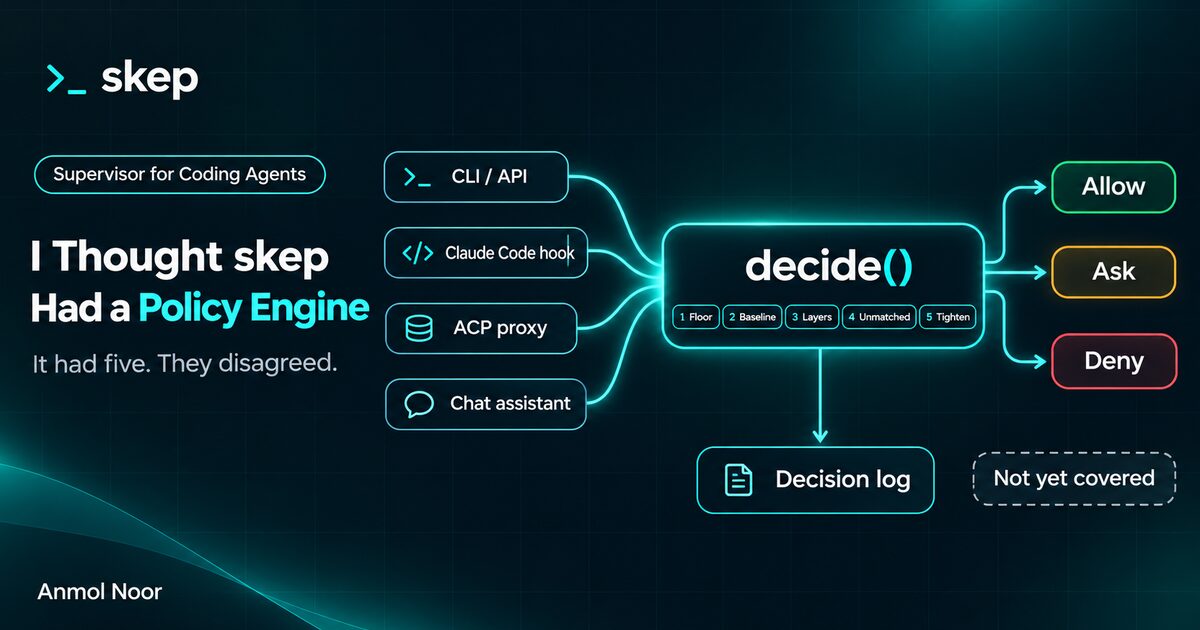 >_ skep
Supervisor for Coding Agents
I Thought skep
Had a Policy Engine
It had five. They disagreed.
>_ CLI / API
</> Claude Code hook
ACP proxy
Chat assistant
decide()
1 Floor
2 Baseline
3 Layers
4 Unmatched
5 Tighten
Allow
Ask
Deny
Decision log
Not yet covered
Anmol Noor